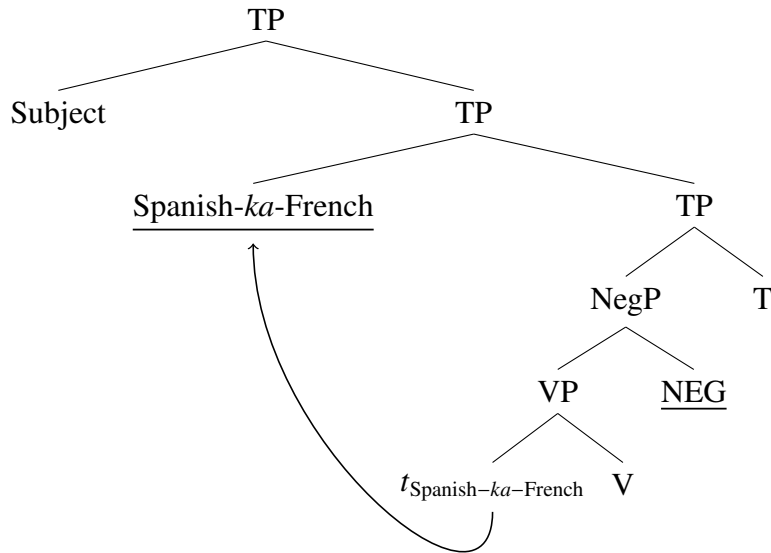 TP
Subject TP
Spanish-ka-French TP
NegP T
VP NEG
tSpanish−ka−French V